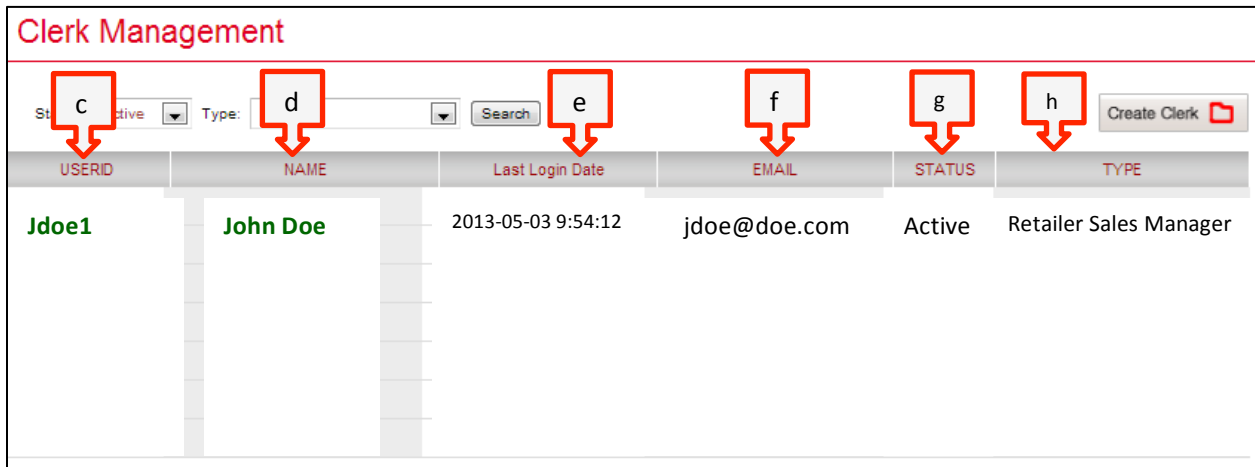 Clerk Management
c d e f g h
Type: Search Create Clerk
USERID NAME Last Login Date EMAIL STATUS TYPE
Jdoe1 John Doe 2013-05-03 9:54:12 jdoe@doe.com Active Retailer Sales Manager